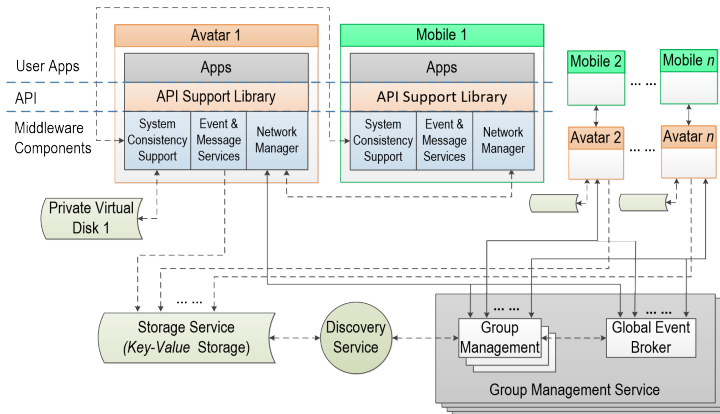 Avatar 1
Mobile 1
Mobile 2
Mobile n
User Apps
Apps
Apps
... ...
API
API Support Library
API Support Library
Middleware
Components
System
Consistency
Support
Event &
Message
Services
Network
Manager
System
Consistency
Support
Event &
Message
Services
Network
Manager
Avatar 2
Avatar n
... ...
Private Virtual
Disk 1
... ...
... ...
... ...
Storage Service
(Key-Value Storage)
Discovery
Service
Group
Management
Global Event
Broker
Group Management Service